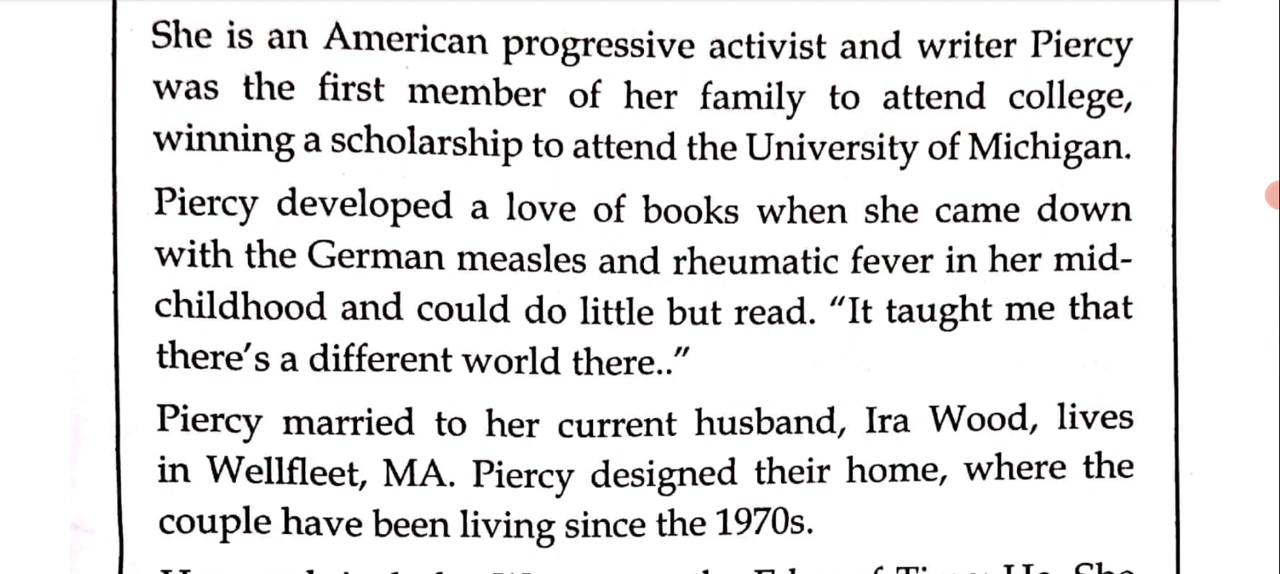 She is an American progressive activist and writer Piercy
was the first member of her family to attend college,
winning a scholarship to attend the University of Michigan.
Piercy developed a love of books when she came down
with the German measles and rheumatic fever in her mid-
childhood and could do little but read. "It taught me that
there's a different world there.."
Piercy married to her current husband, Ira Wood, lives
in Wellfleet, MA. Piercy designed their home, where the
couple have been living since the 1970s.